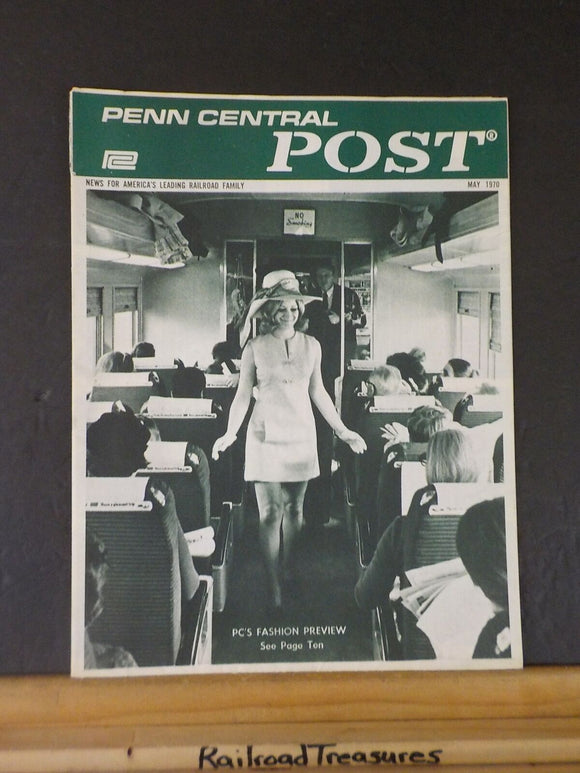 PENN CENTRAL
POST®
NEWS FOR AMERICA'S LEADING RAILROAD FAMILY
MAY 1970
NO
Smoking
PC'S FASHION PREVIEW
See Page Ten
RailroadTreasures